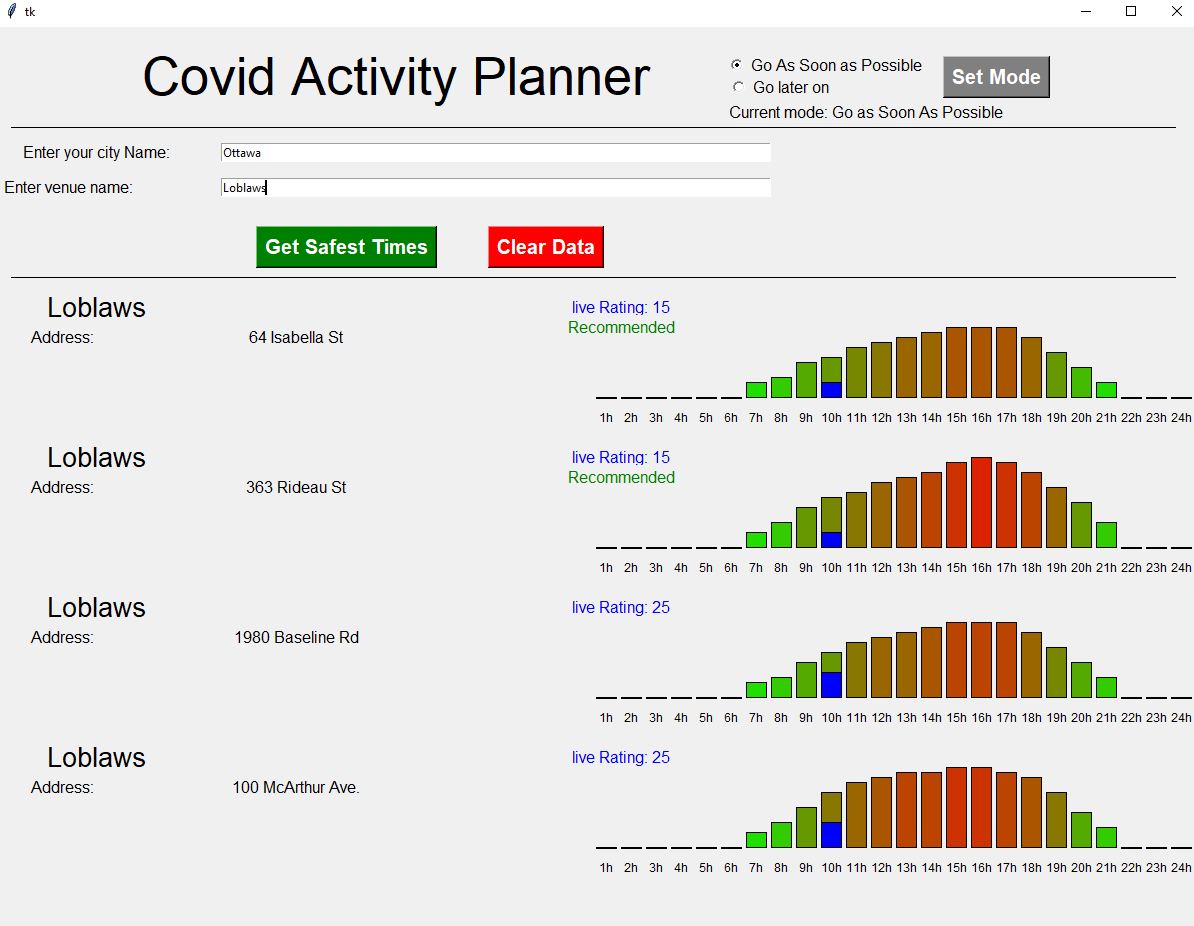 tk
Covid Activity Planner
Go As Soon as Possible
Go later on
Set Mode
Current mode: Go as Soon As Possible
Enter your city Name: Ottawa
Enter venue name: Loblaws
Get Safest Times Clear Data
Loblaws
live Rating: 15
Recommended
Address: 64 Isabella St
1h 2h 3h 4h 5h 6h 7h 8h 9h 10h 11h 12h 13h 14h 15h 16h 17h 18h 19h 20h 21h 22h 23h 24h
Loblaws
live Rating: 15
Recommended
Address: 363 Rideau St
1h 2h 3h 4h 5h 6h 7h 8h 9h 10h 11h 12h 13h 14h 15h 16h 17h 18h 19h 20h 21h 22h 23h 24h
Loblaws
live Rating: 25
Address: 1980 Baseline Rd
1h 2h 3h 4h 5h 6h 7h 8h 9h 10h 11h 12h 13h 14h 15h 16h 17h 18h 19h 20h 21h 22h 23h 24h
Loblaws
live Rating: 25
Address: 100 McArthur Ave.
1h 2h 3h 4h 5h 6h 7h 8h 9h 10h 11h 12h 13h 14h 15h 16h 17h 18h 19h 20h 21h 22h 23h 24h